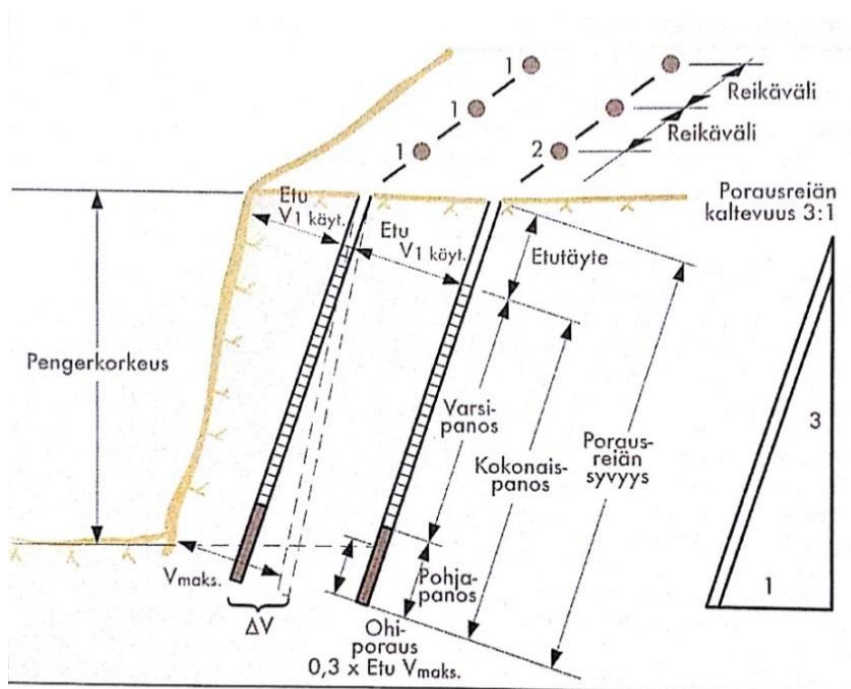 1
1
1
2
Reikäväli
Reikäväli
Porausreiän
kaltevuus 3:1
Etu
V1 käyt.
Etu
V1 käyt.
Etutäyte
Pengerkorkeus
Varsi-
panos
Kokonais-
panos
Poraus-
reiän
syvyys
3
1
Vmaks.
Pohja-
panos
ΔV
Ohi-
poraus
0,3 x Etu Vmaks.